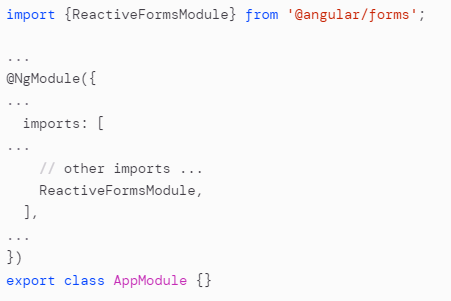 import {ReactiveFormsModule} from '@angular/forms';
...
@NgModule({
...
  imports: [
...
    // other imports ...
    ReactiveFormsModule,
  ],
...
})
export class AppModule {}